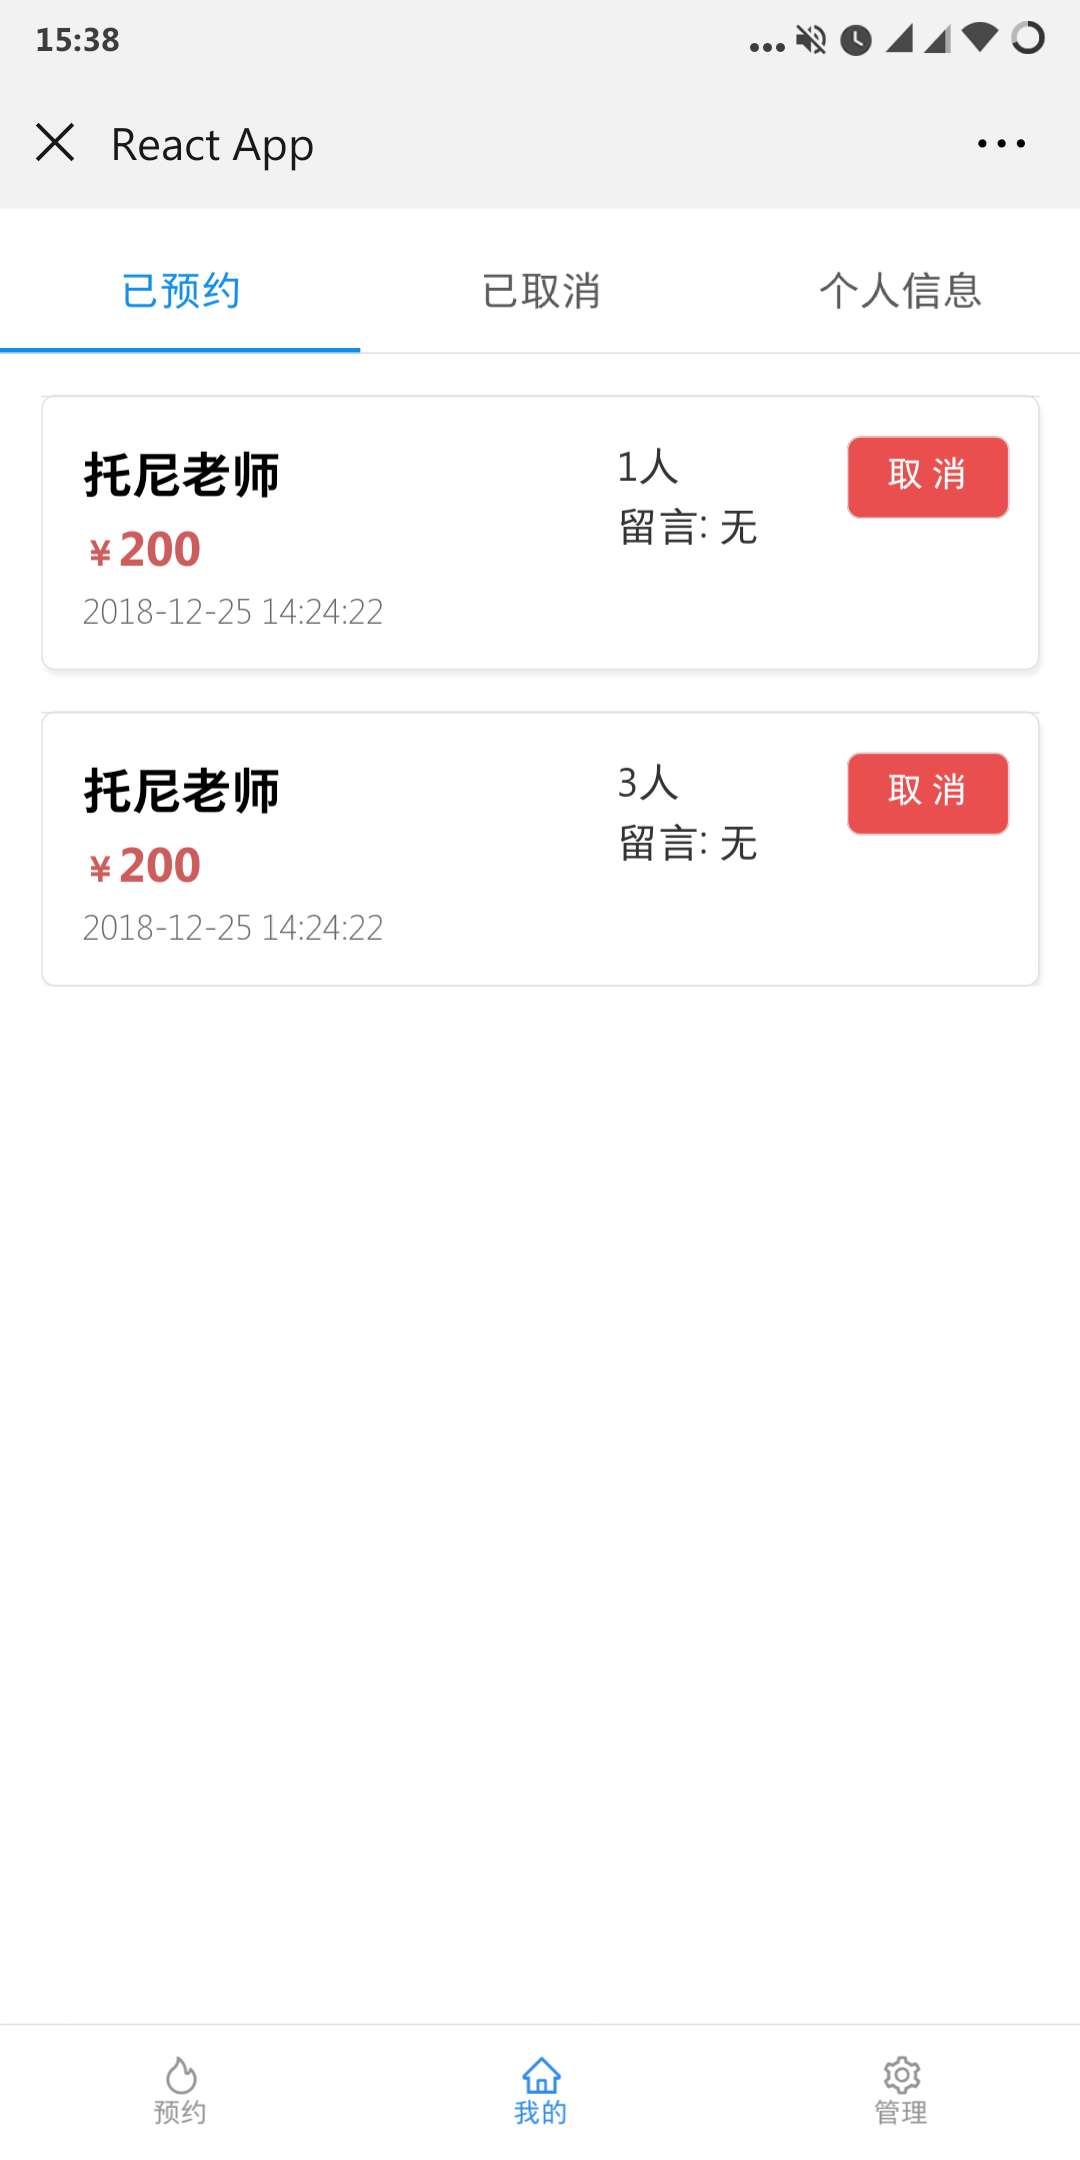 15:38
React App
已预约 已取消 个人信息
托尼老师 1人 取 消
¥200 留言: 无
2018-12-25 14:24:22
托尼老师 3人 取 消
¥200 留言: 无
2018-12-25 14:24:22
预约 我的 管理